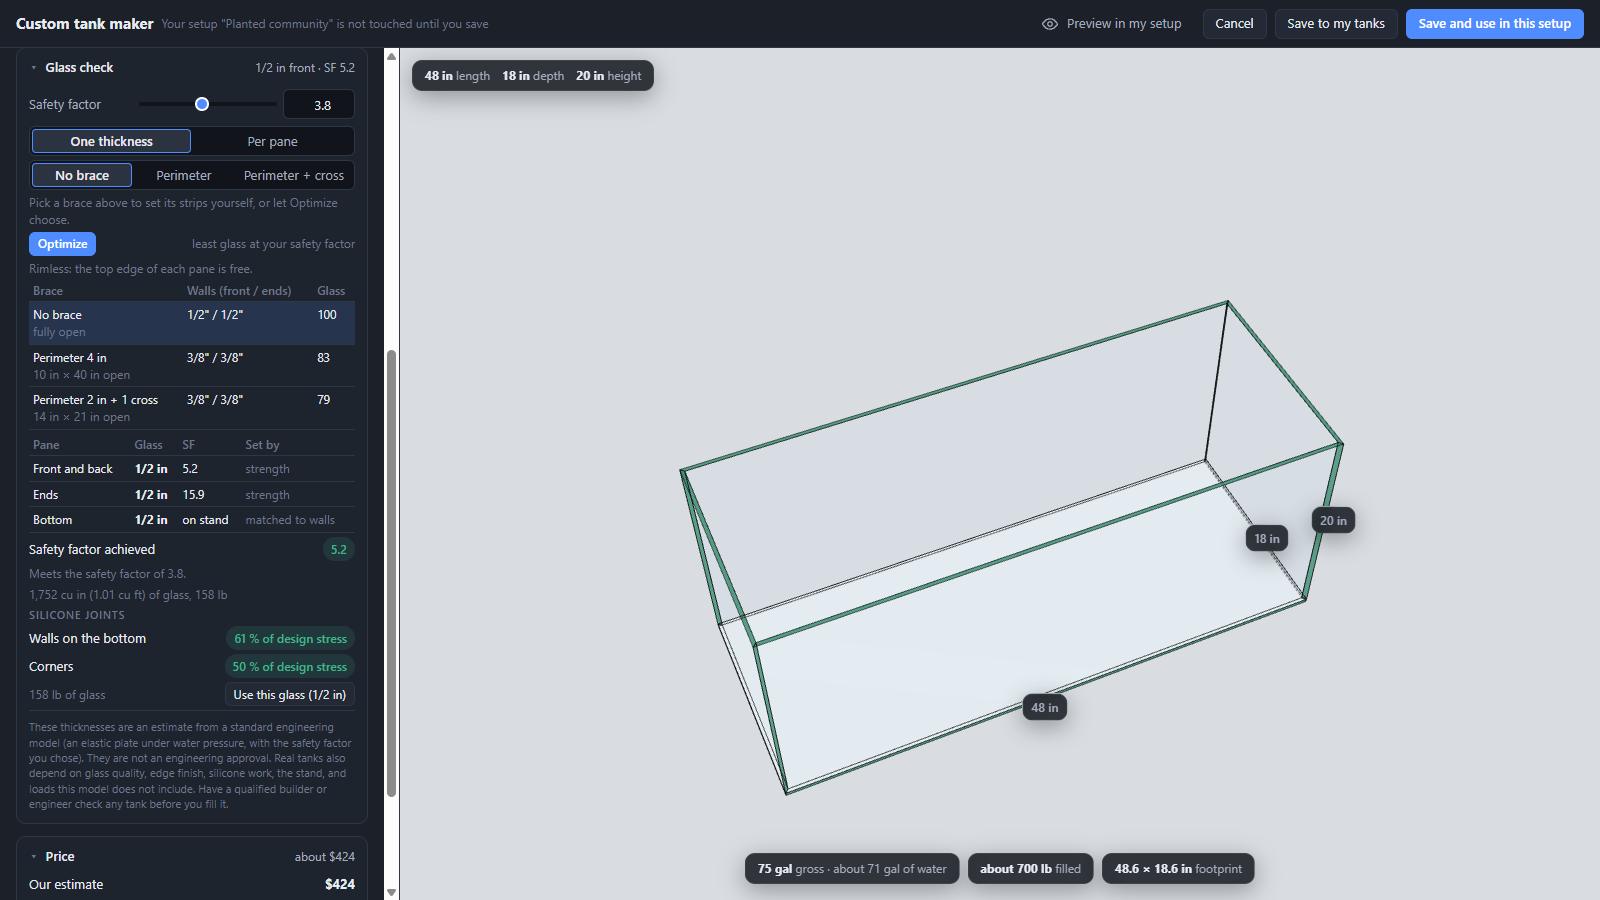 Custom tank maker Your setup "Planted community" is not touched until you save
Preview in my setup Cancel Save to my tanks Save and use in this setup
Glass check 1/2 in front · SF 5.2
Safety factor 3.8
One thickness Per pane
No brace Perimeter Perimeter + cross
Pick a brace above to set its strips yourself, or let Optimize
choose.
Optimize least glass at your safety factor
Rimless: the top edge of each pane is free.
Brace Walls (front / ends) Glass
No brace 1/2" / 1/2" 100
fully open
Perimeter 4 in 3/8" / 3/8" 83
10 in × 40 in open
Perimeter 2 in + 1 cross 3/8" / 3/8" 79
14 in × 21 in open
Pane Glass SF Set by
Front and back 1/2 in 5.2 strength
Ends 1/2 in 15.9 strength
Bottom 1/2 in on stand matched to walls
Safety factor achieved 5.2
Meets the safety factor of 3.8.
1,752 cu in (1.01 cu ft) of glass, 158 lb
SILICONE JOINTS
Walls on the bottom 61 % of design stress
Corners 50 % of design stress
158 lb of glass Use this glass (1/2 in)
These thicknesses are an estimate from a standard engineering
model (an elastic plate under water pressure, with the safety factor
you chose). They are not an engineering approval. Real tanks also
depend on glass quality, edge finish, silicone work, the stand, and
loads this model does not include. Have a qualified builder or
engineer check any tank before you fill it.
Price about $424
Our estimate $424
48 in length 18 in depth 20 in height
20 in
18 in
48 in
75 gal gross · about 71 gal of water about 700 lb filled 48.6 × 18.6 in footprint